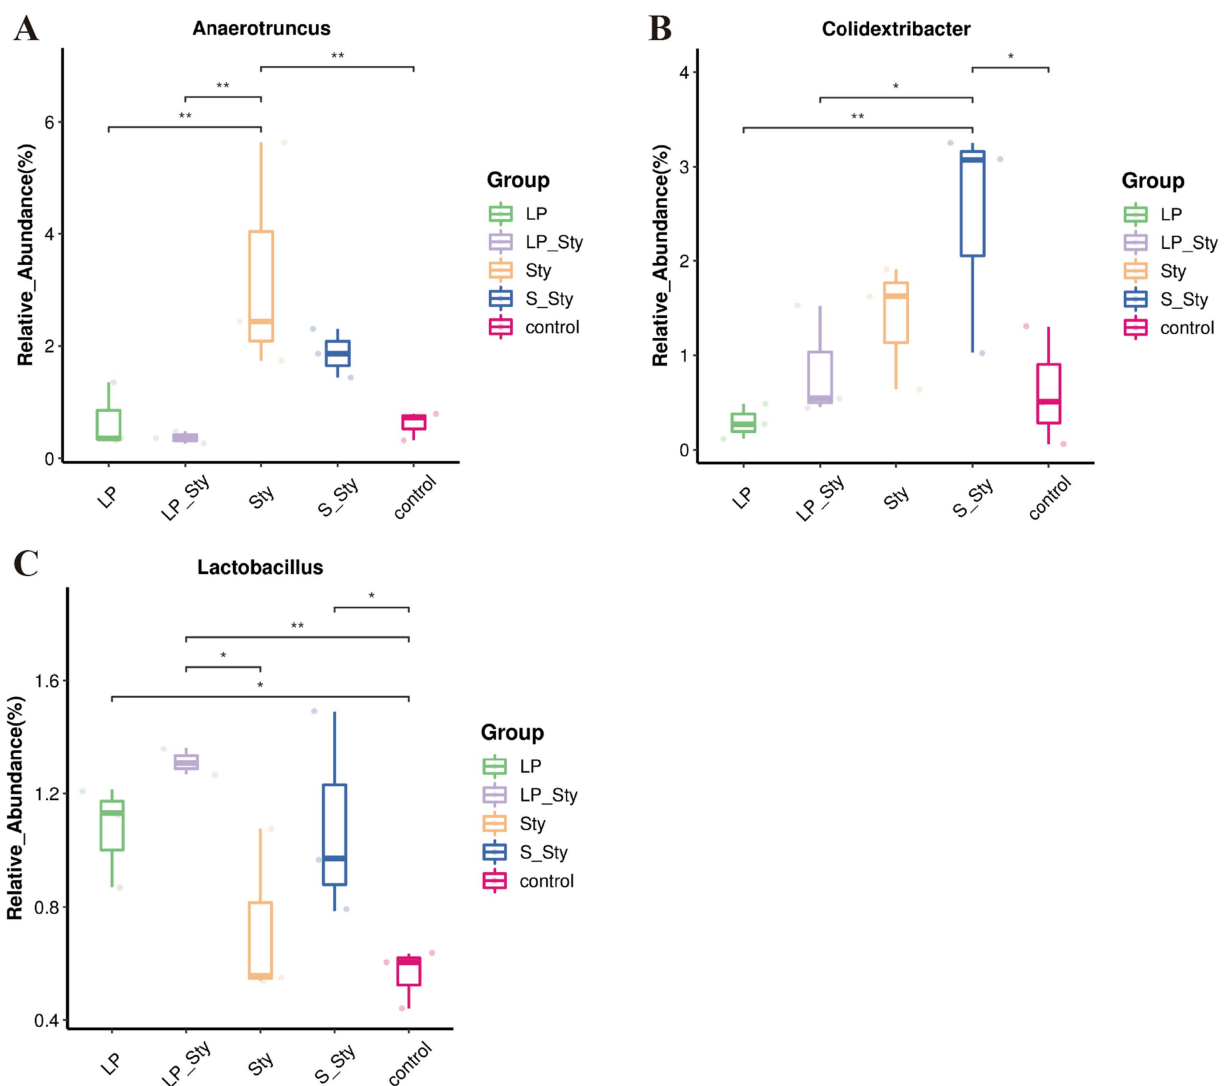 A
Anaerotruncus
**
**
**
6
4
2
0
Relative_Abundance(%)
LP
LP_Sty
Sty
S_Sty
control
Group
LP
LP_Sty
Sty
S_Sty
control
B
Colidextribacter
*
*
**
4
3
2
1
0
Relative_Abundance(%)
LP
LP_Sty
Sty
S_Sty
control
Group
LP
LP_Sty
Sty
S_Sty
control
C
Lactobacillus
*
**
*
*
1.6
1.2
0.8
0.4
Relative_Abundance(%)
LP
LP_Sty
Sty
S_Sty
control
Group
LP
LP_Sty
Sty
S_Sty
control